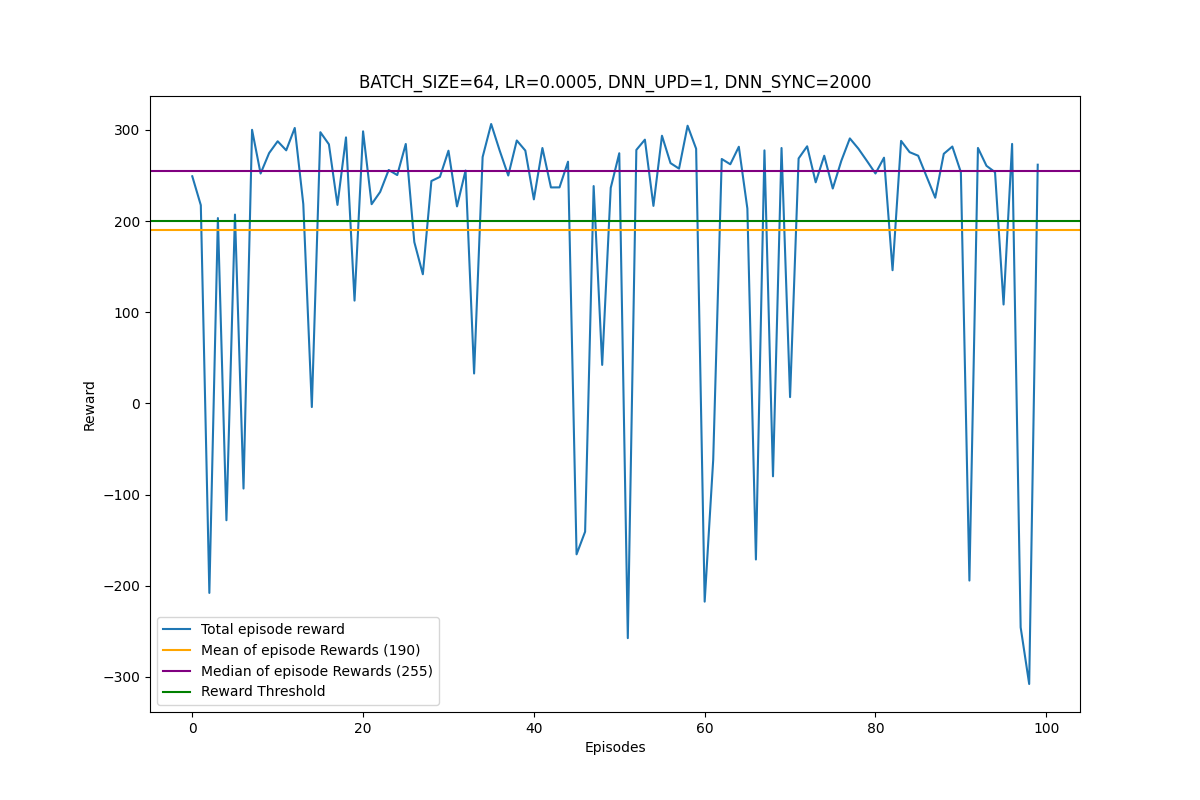 BATCH_SIZE=64, LR=0.0005, DNN_UPD=1, DNN_SYNC=2000
300
200
100
0
−100
−200
−300
Reward
Total episode reward
Mean of episode Rewards (190)
Median of episode Rewards (255)
Reward Threshold
0 20 40 60 80 100
Episodes